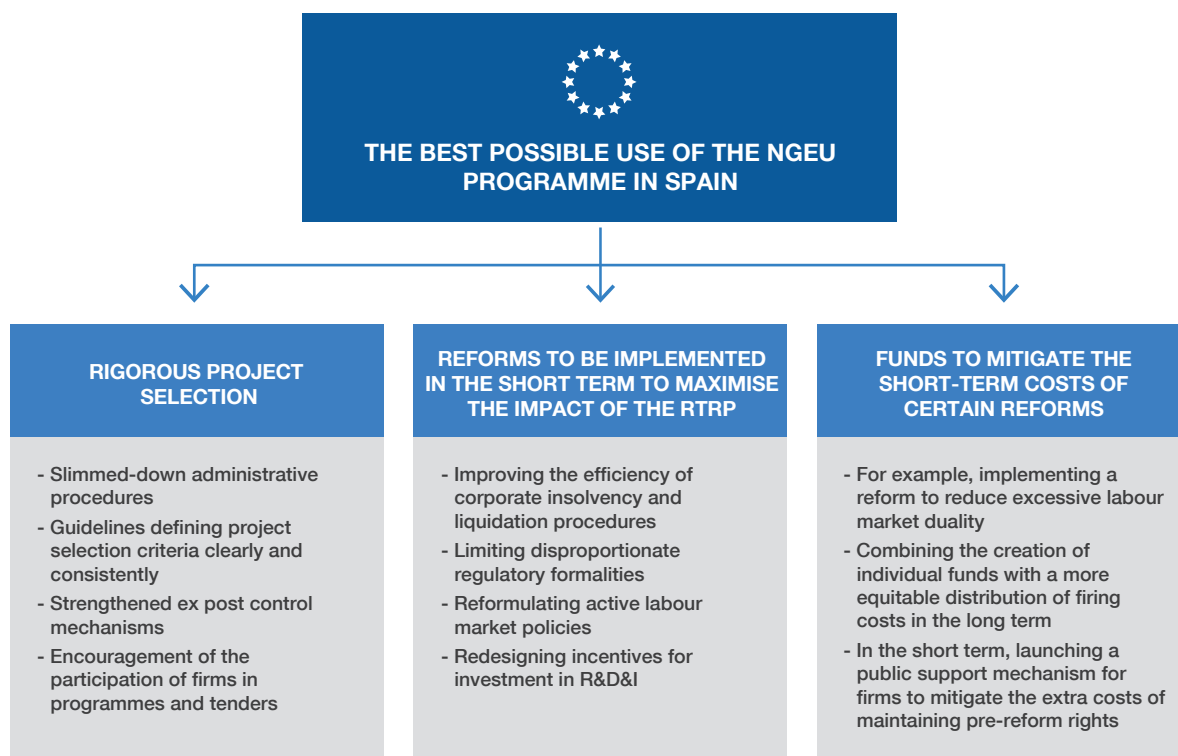 THE BEST POSSIBLE USE OF THE NGEU
PROGRAMME IN SPAIN
RIGOROUS PROJECT
SELECTION
- Slimmed-down administrative
procedures
- Guidelines defining project
selection criteria clearly and
consistently
- Strengthened ex post control
mechanisms
- Encouragement of the
participation of firms in
programmes and tenders
REFORMS TO BE IMPLEMENTED
IN THE SHORT TERM TO MAXIMISE
THE IMPACT OF THE RTRP
- Improving the efficiency of
corporate insolvency and
liquidation procedures
- Limiting disproportionate
regulatory formalities
- Reformulating active labour
market policies
- Redesigning incentives for
investment in R&D&I
FUNDS TO MITIGATE THE
SHORT-TERM COSTS OF
CERTAIN REFORMS
- For example, implementing a
reform to reduce excessive labour
market duality
- Combining the creation of
individual funds with a more
equitable distribution of firing
costs in the long term
- In the short term, launching a
public support mechanism for
firms to mitigate the extra costs of
maintaining pre-reform rights